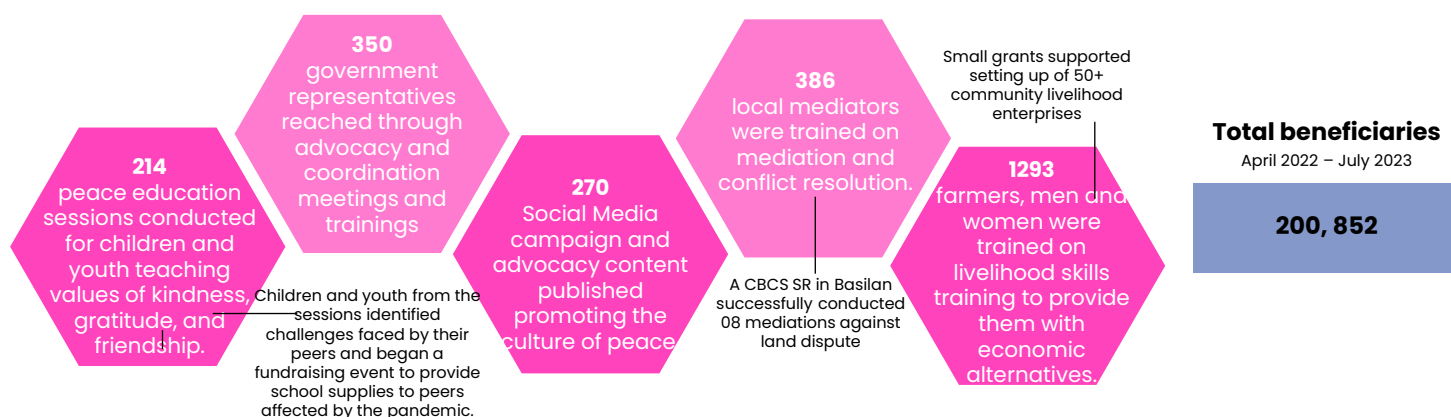 214
peace education
sessions conducted
for children and
youth teaching
values of kindness,
gratitude, and
friendship.
350
government
representatives
reached through
advocacy and
coordination
meetings and
trainings
Children and youth from the
sessions identified
challenges faced by their
peers and began a
fundraising event to provide
school supplies to peers
affected by the pandemic.
270
Social Media
campaign and
advocacy content
published
promoting the
culture of peace.
386
local mediators
were trained on
mediation and
conflict resolution.
A CBCS SR in Basilan
successfully conducted
08 mediations against
land dispute
Small grants supported
setting up of 50+
community livelihood
enterprises
1293
farmers, men and
women were
trained on
livelihood skills
training to provide
them with
economic
alternatives.
Total beneficiaries
April 2022 – July 2023
200, 852